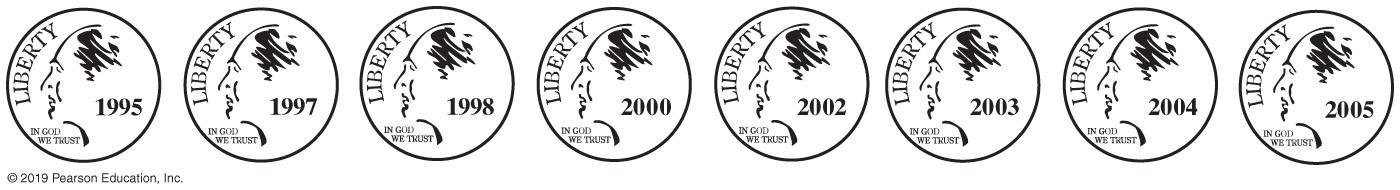 LIBERTY
1995
IN GOD
WE TRUST
LIBERTY
1997
IN GOD
WE TRUST
LIBERTY
1998
IN GOD
WE TRUST
LIBERTY
2000
IN GOD
WE TRUST
LIBERTY
2002
IN GOD
WE TRUST
LIBERTY
2003
IN GOD
WE TRUST
LIBERTY
2004
IN GOD
WE TRUST
LIBERTY
2005
IN GOD
WE TRUST
© 2019 Pearson Education, Inc.